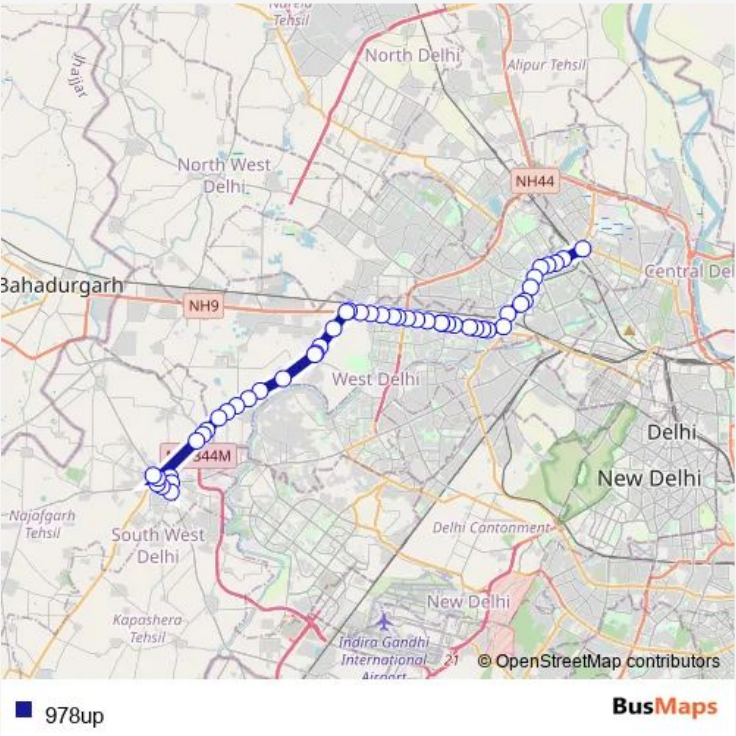 Narela
Tehsil
North Delhi
Alipur Tehsil
Jhajjar
North West
Delhi
NH44
Bahadurgarh
NH9
Central Del
West Delhi
344M
Delhi
New Delhi
Najafgarh
Tehsil
South West
Delhi
Delhi Cantonment
Kapashera
Tehsil
New Delhi
Indira Gandhi
International
Airport
21
© OpenStreetMap contributors
978up
BusMaps